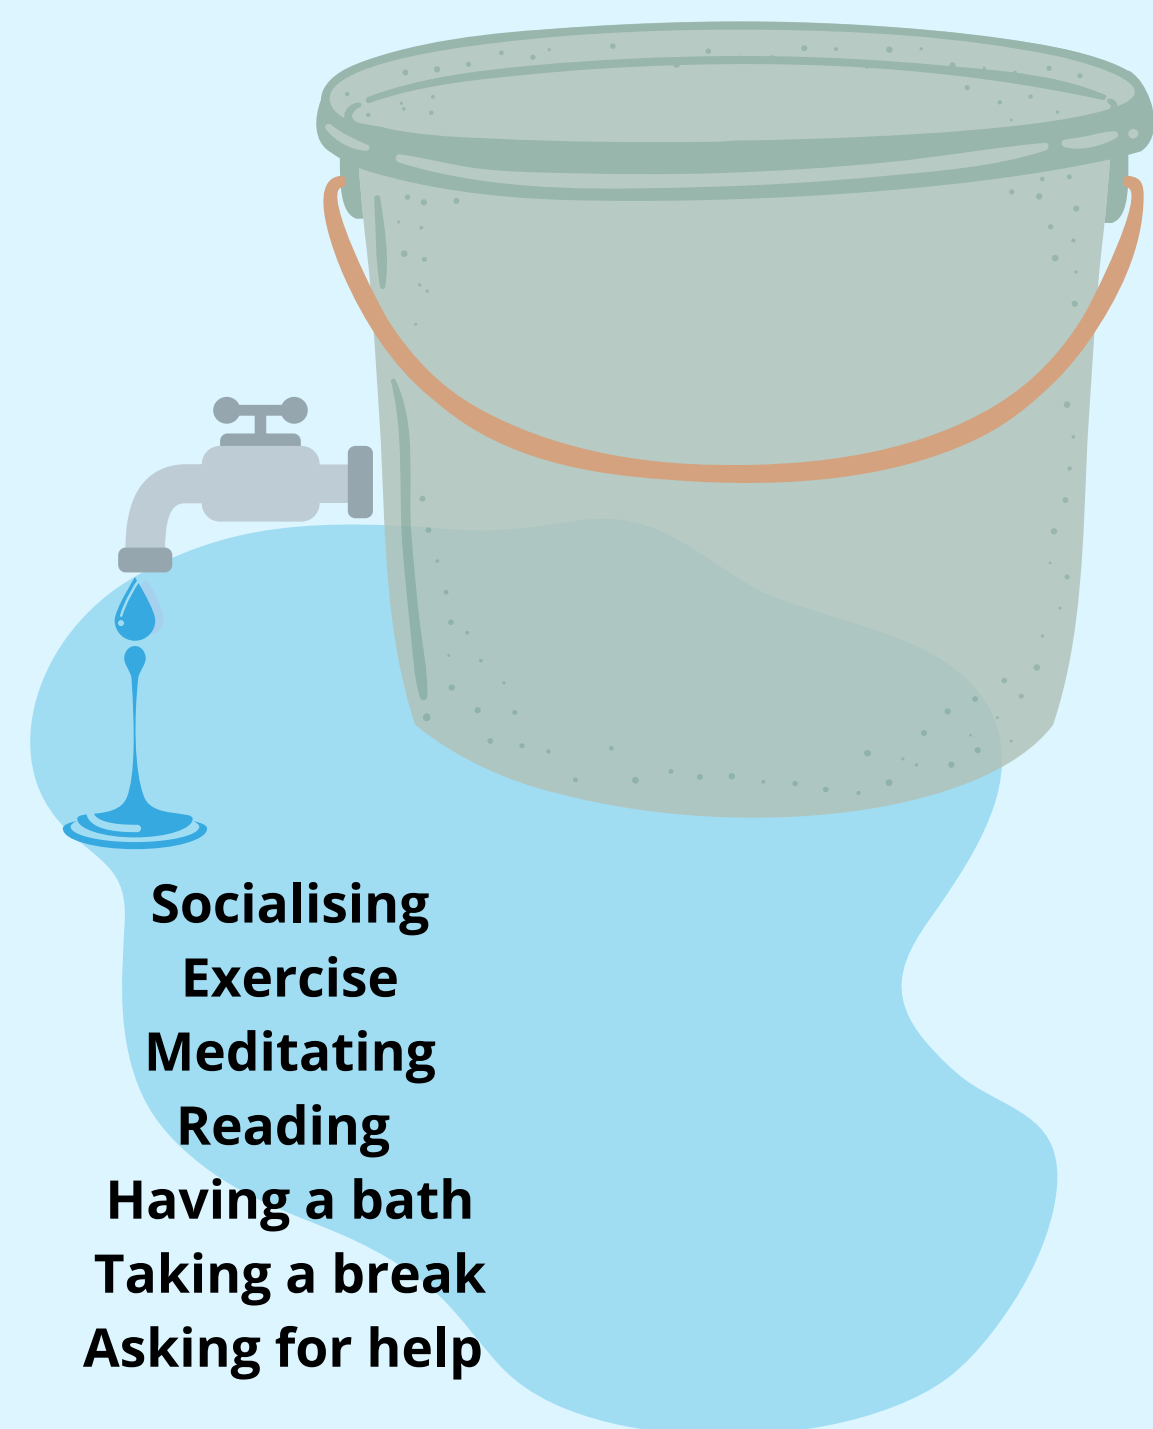 Socialising
Exercise
Meditating
Reading
Having a bath
Taking a break
Asking for help